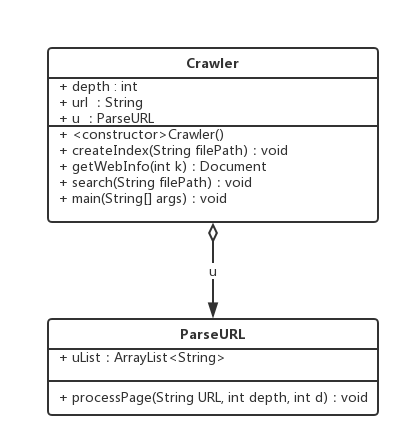 Crawler
+ depth : int
+ url : String
+ u : ParseURL
+ <constructor>Crawler()
+ createIndex(String filePath) : void
+ getWebInfo(int k) : Document
+ search(String filePath) : void
+ main(String[] args) : void
u
ParseURL
+ uList : ArrayList<String>
+ processPage(String URL, int depth, int d) : void